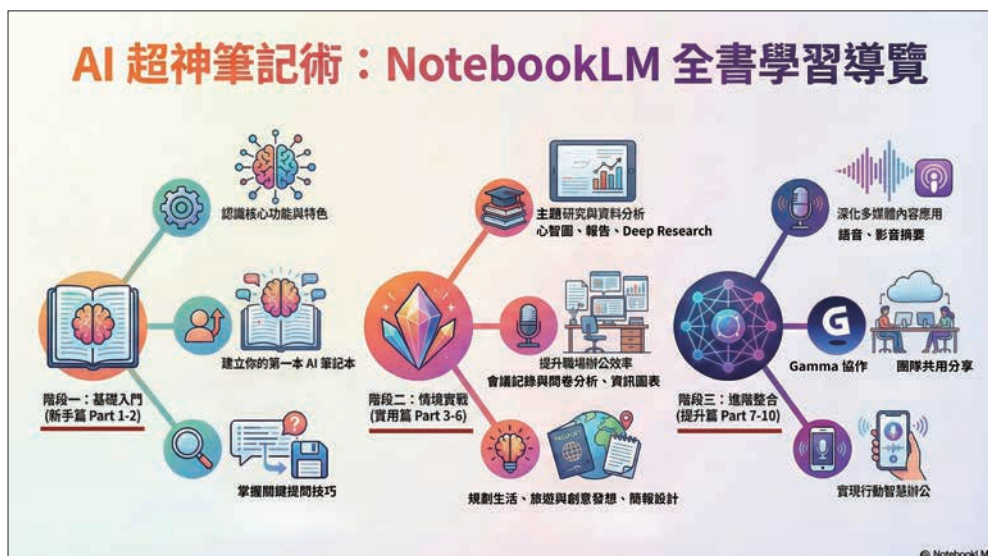 AI 超神筆記術：NotebookLM 全書學習導覽
認識核心功能與特色
建立你的第一本 AI 筆記本
階段一：基礎入門
(新手篇 Part 1-2)
掌握關鍵提問技巧
主題研究與資料分析
心智圖、報告、Deep Research
提升職場辦公效率
會議記錄與問卷分析、資訊圖表
階段二：情境實戰
(實用篇 Part 3-6)
PASSPORT
規劃生活、旅遊與創意發想、簡報設計
深化多媒體內容應用
語音、影音摘要
G
Gamma 協作
團隊共用分享
階段三：進階整合
(提升篇 Part 7-10)
實現行動智慧辦公
NotebookLM